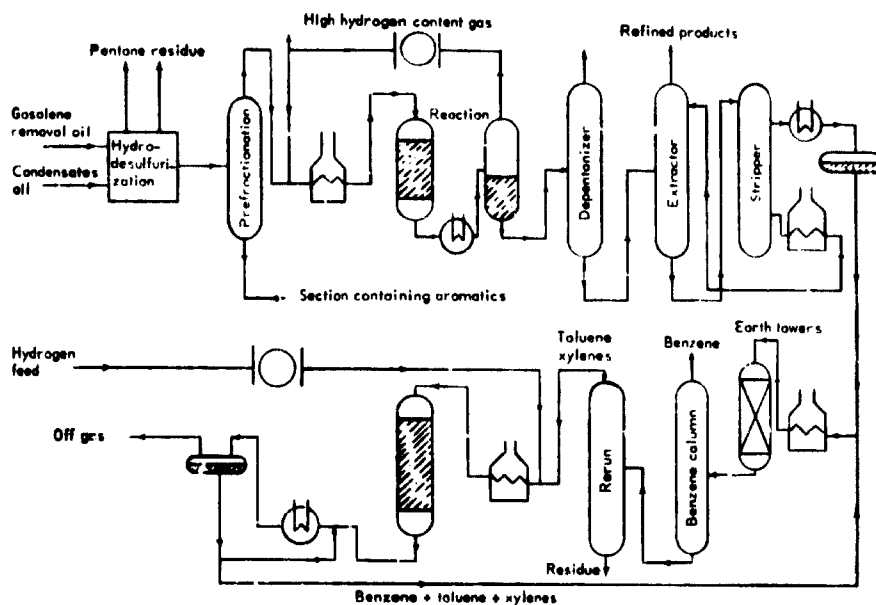 High hydrogen content gas
Pentane residue
Refined products
Gasolene
removal oil
Condensates
oil
Hydro-
desulfuri-
zation
Prefractionation
Reaction
Depentanizer
Extractor
Stripper
Section containing aromatics
Hydrogen
feed
Toluene
xylenes
Benzene
Earth towers
Off gas
Rerun
Benzene column
Residue
Benzene + toluene + xylenes